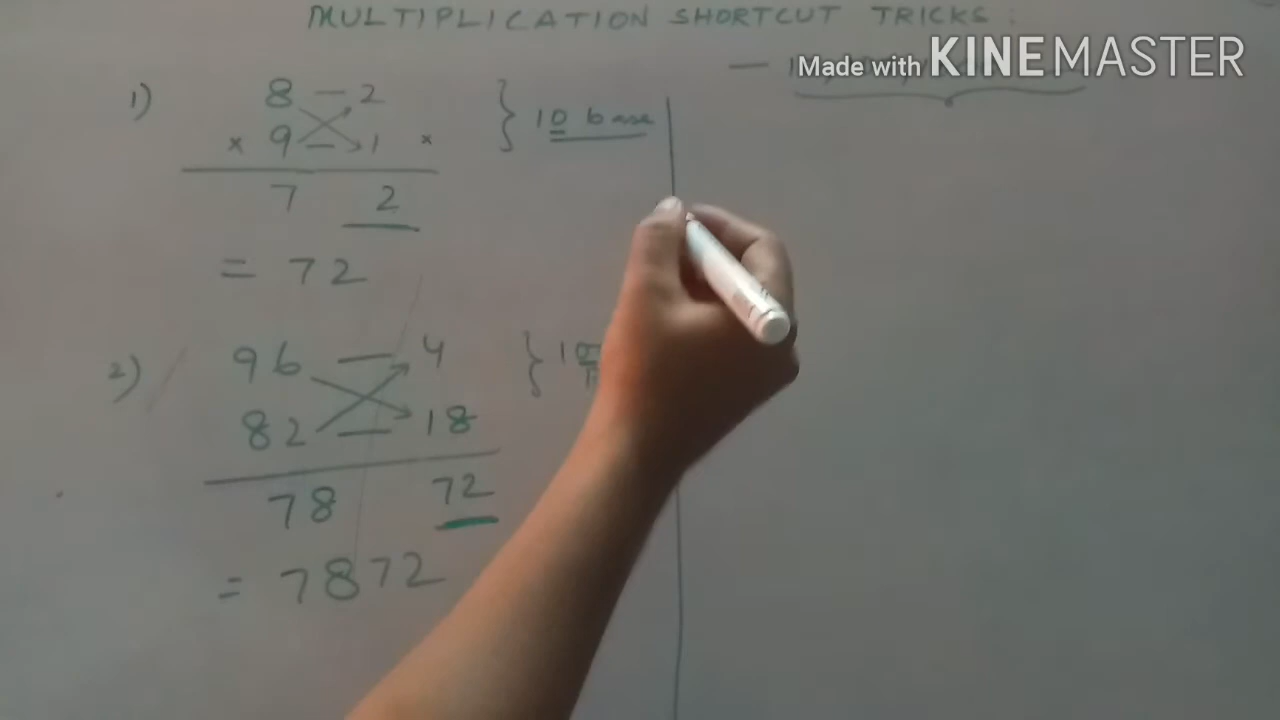 MULTIPLICATION SHORTCUT TRICKS :
Made with KINEMASTER
1) 8 — 2 } 10 base
× 9 — 1 ×
7 2
= 72
2) 96 — 4 }
82 — 18
78 72
= 7872